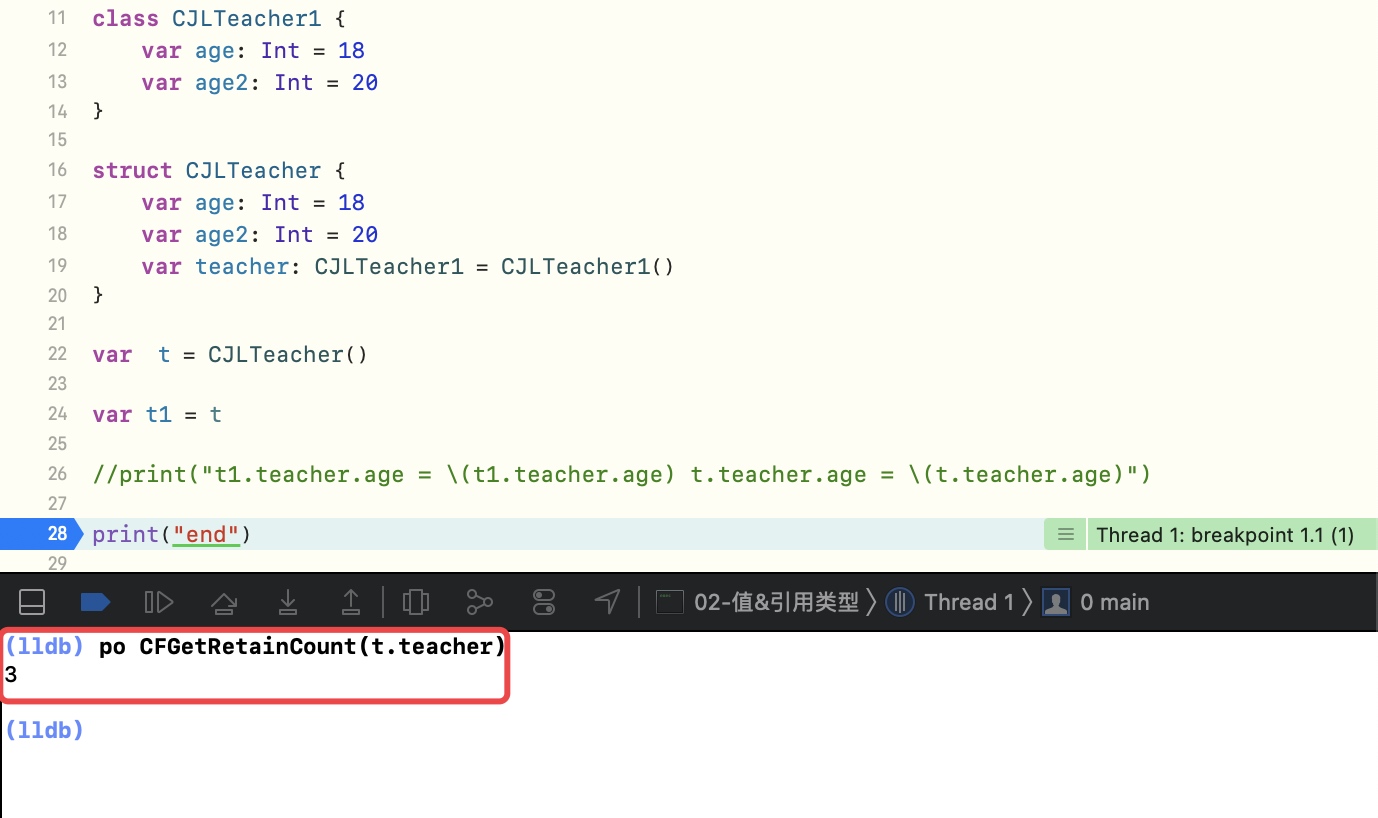 11 class CJLTeacher1 {
12     var age: Int = 18
13     var age2: Int = 20
14 }
15
16 struct CJLTeacher {
17     var age: Int = 18
18     var age2: Int = 20
19     var teacher: CJLTeacher1 = CJLTeacher1()
20 }
21
22 var  t = CJLTeacher()
23
24 var t1 = t
25
26 //print("t1.teacher.age = \(t1.teacher.age) t.teacher.age = \(t.teacher.age)")
27
28 print("end") Thread 1: breakpoint 1.1 (1)
29
02-值&引用类型 Thread 1 0 main
(lldb) po CFGetRetainCount(t.teacher)
3
(lldb)